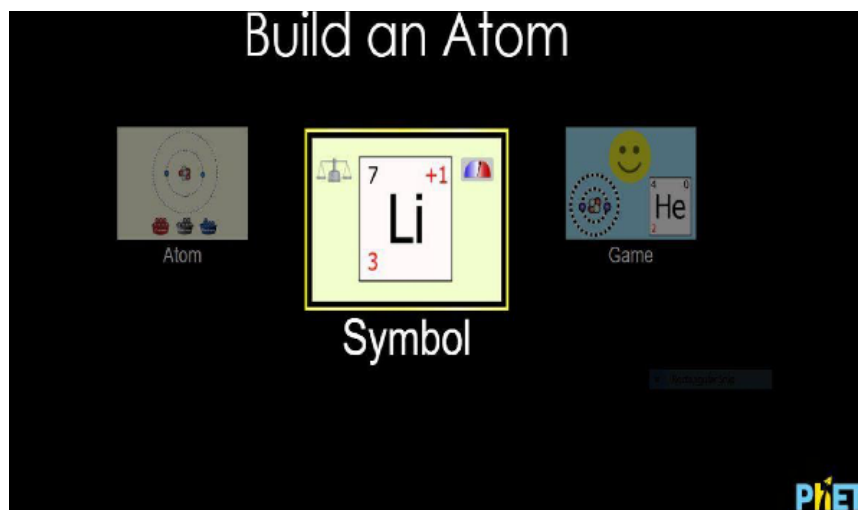 Build an Atom
7 +1
Li
3
4 0
He
2
Atom
Symbol
Game
PhET